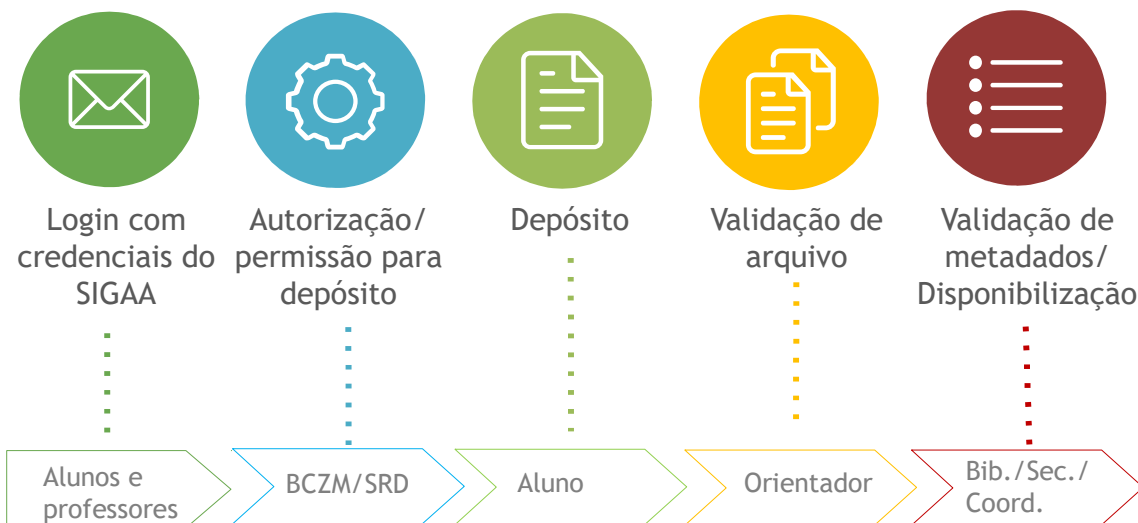 Login com
credenciais do
SIGAA
Autorização/
permissão para
depósito
Depósito
Validação de
arquivo
Validação de
metadados/
Disponibilização
Alunos e
professores
BCZM/SRD
Aluno
Orientador
Bib./Sec./
Coord.